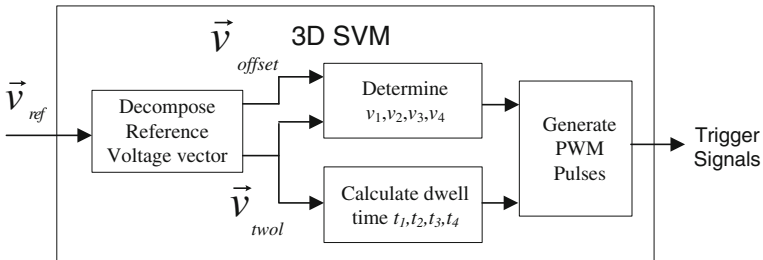 3D SVM
v⃗ offset
v⃗ ref
Decompose
Reference
Voltage vector
Determine
v₁,v₂,v₃,v₄
Generate
PWM
Pulses
Trigger
Signals
v⃗ twol
Calculate dwell
time t₁,t₂,t₃,t₄